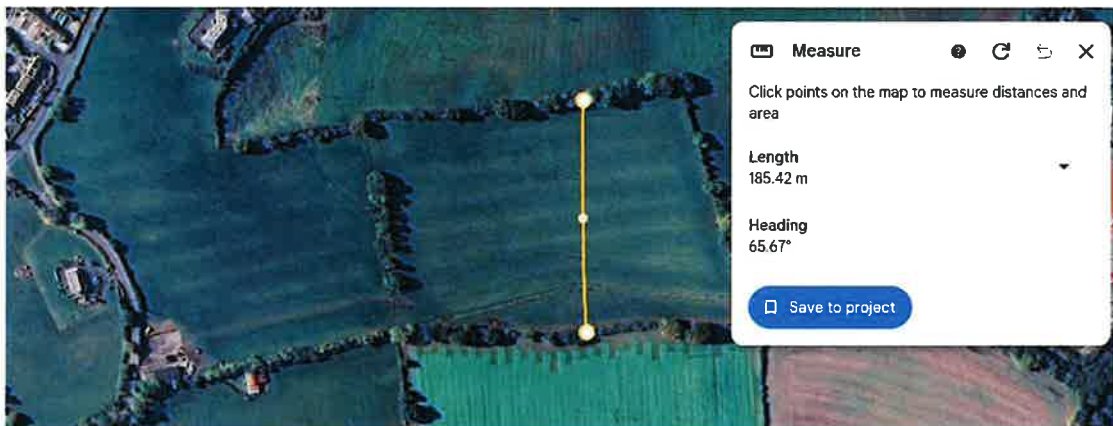 Measure
Click points on the map to measure distances and
area
Length
185.42 m
Heading
65.67°
Save to project